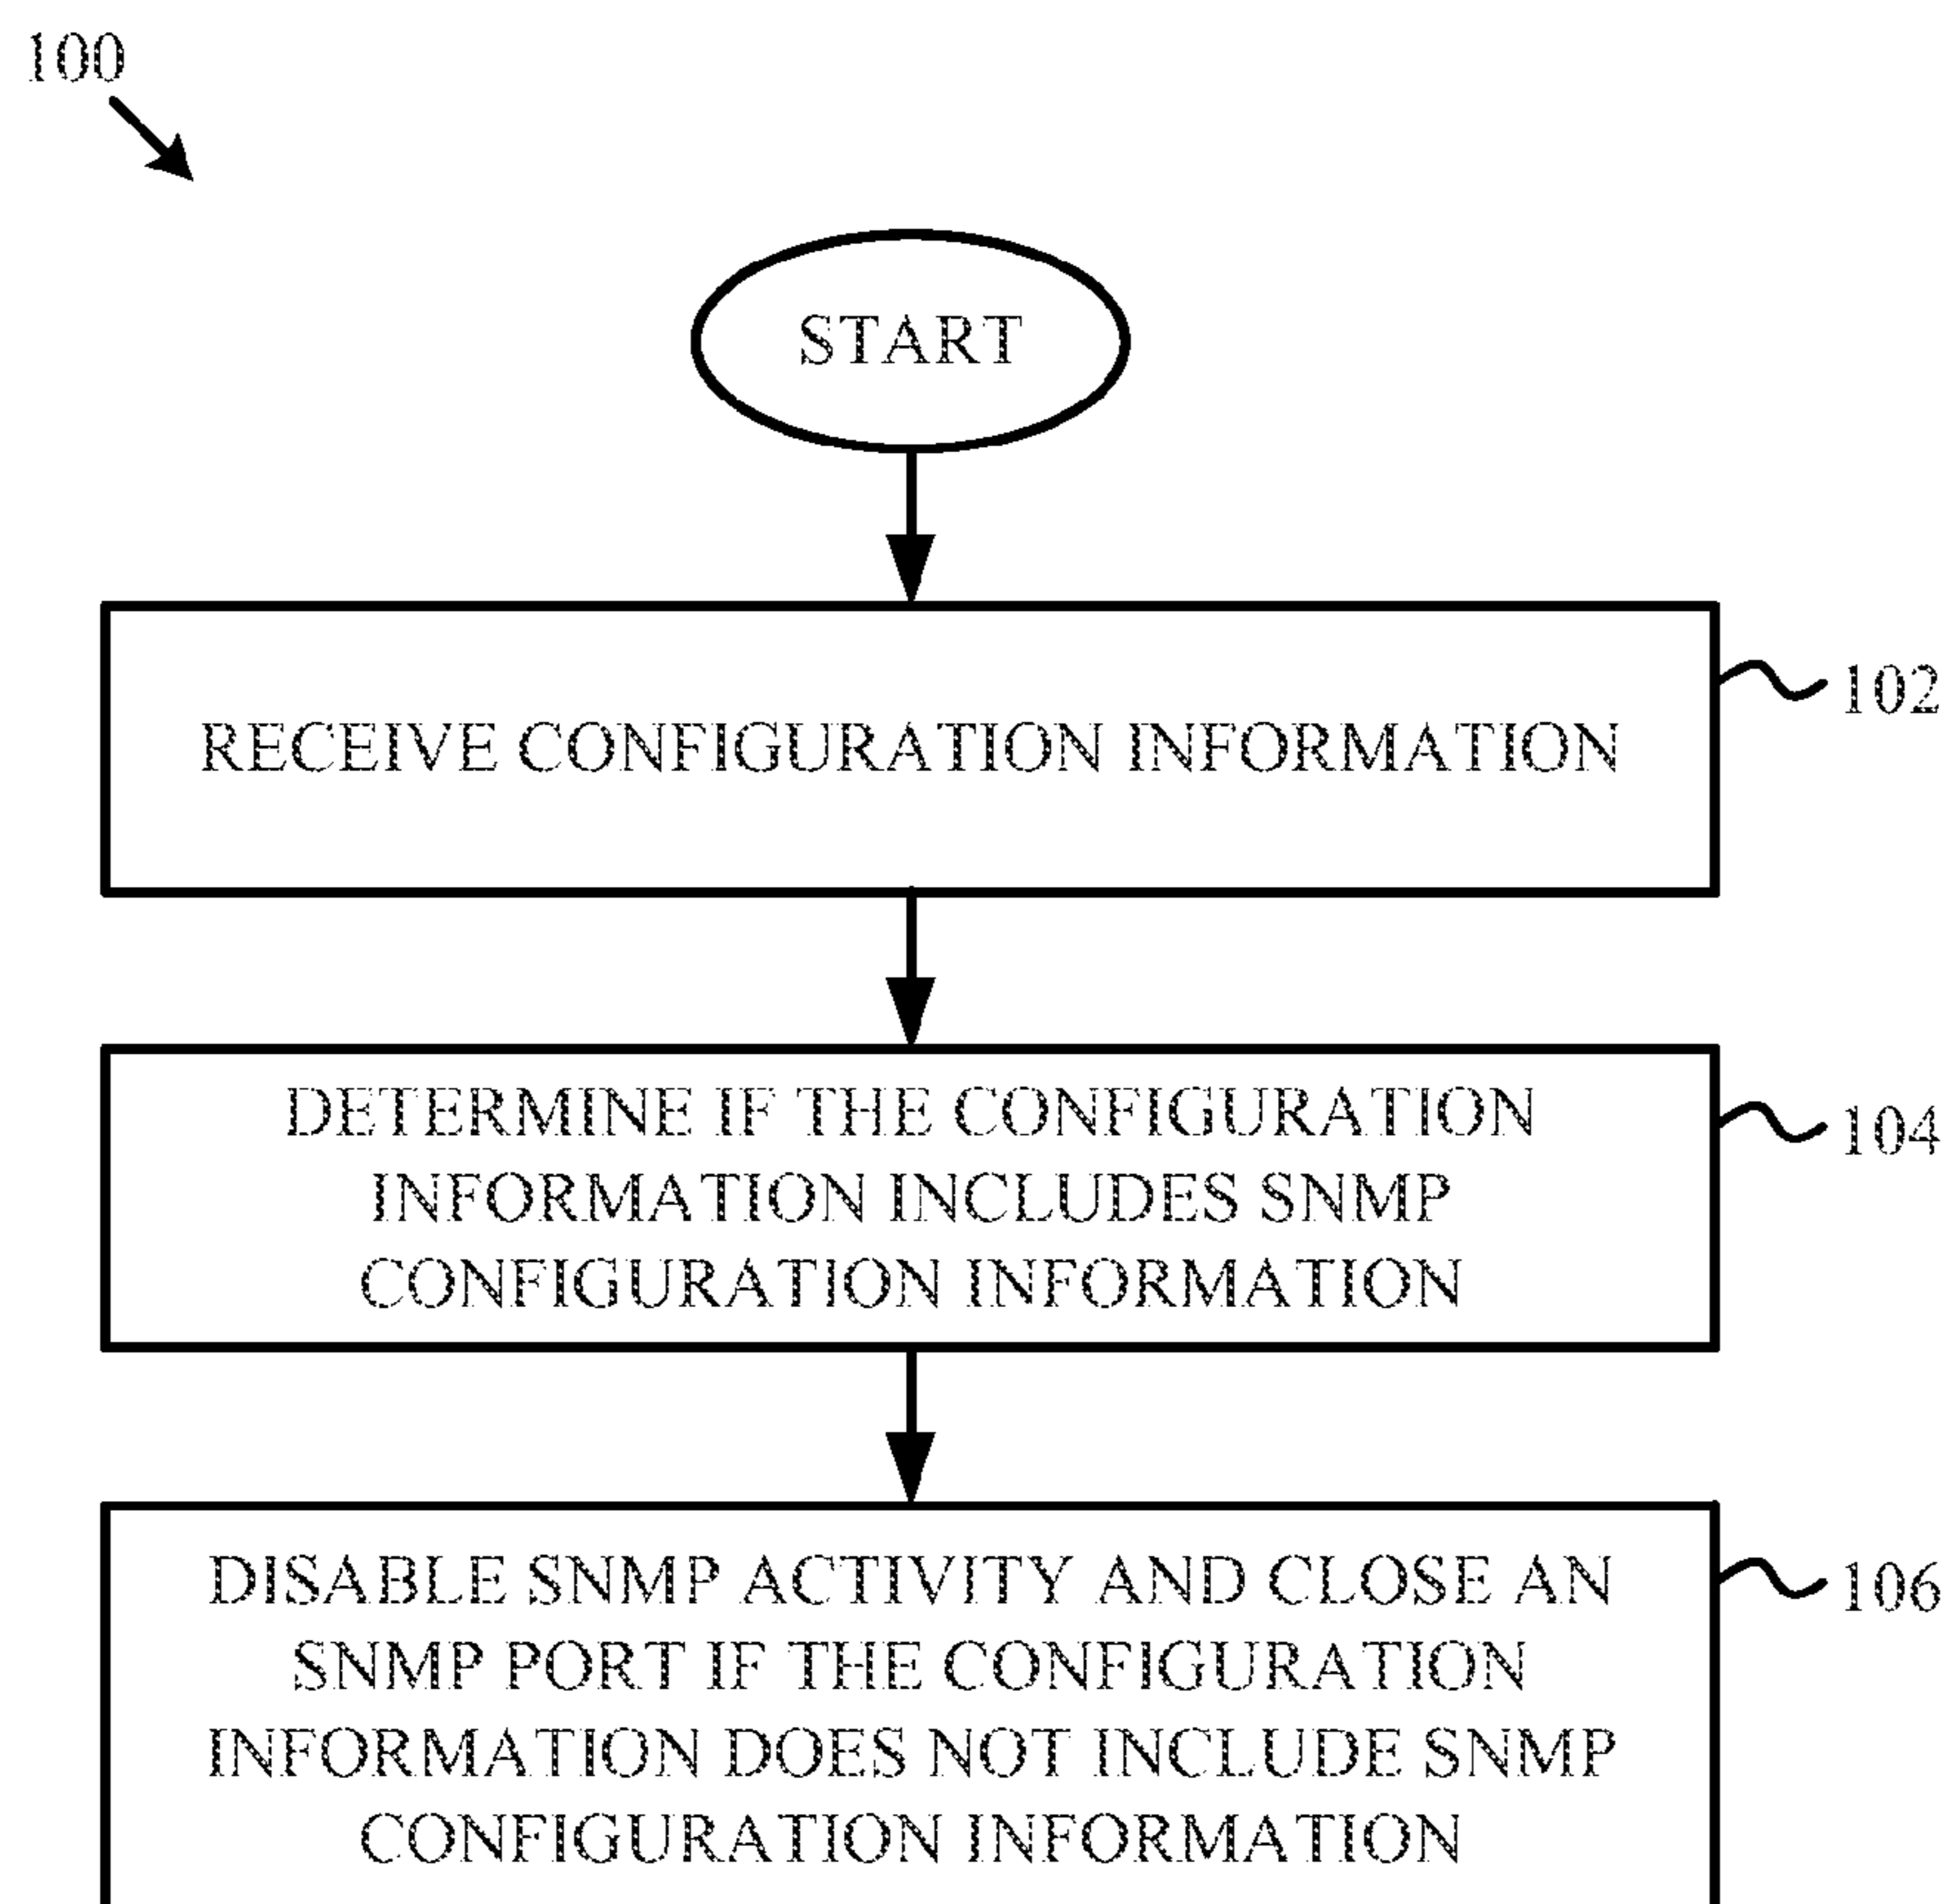 100
START
RECEIVE CONFIGURATION INFORMATION
102
DETERMINE IF THE CONFIGURATION
INFORMATION INCLUDES SNMP
CONFIGURATION INFORMATION
104
DISABLE SNMP ACTIVITY AND CLOSE AN
SNMP PORT IF THE CONFIGURATION
INFORMATION DOES NOT INCLUDE SNMP
CONFIGURATION INFORMATION
106